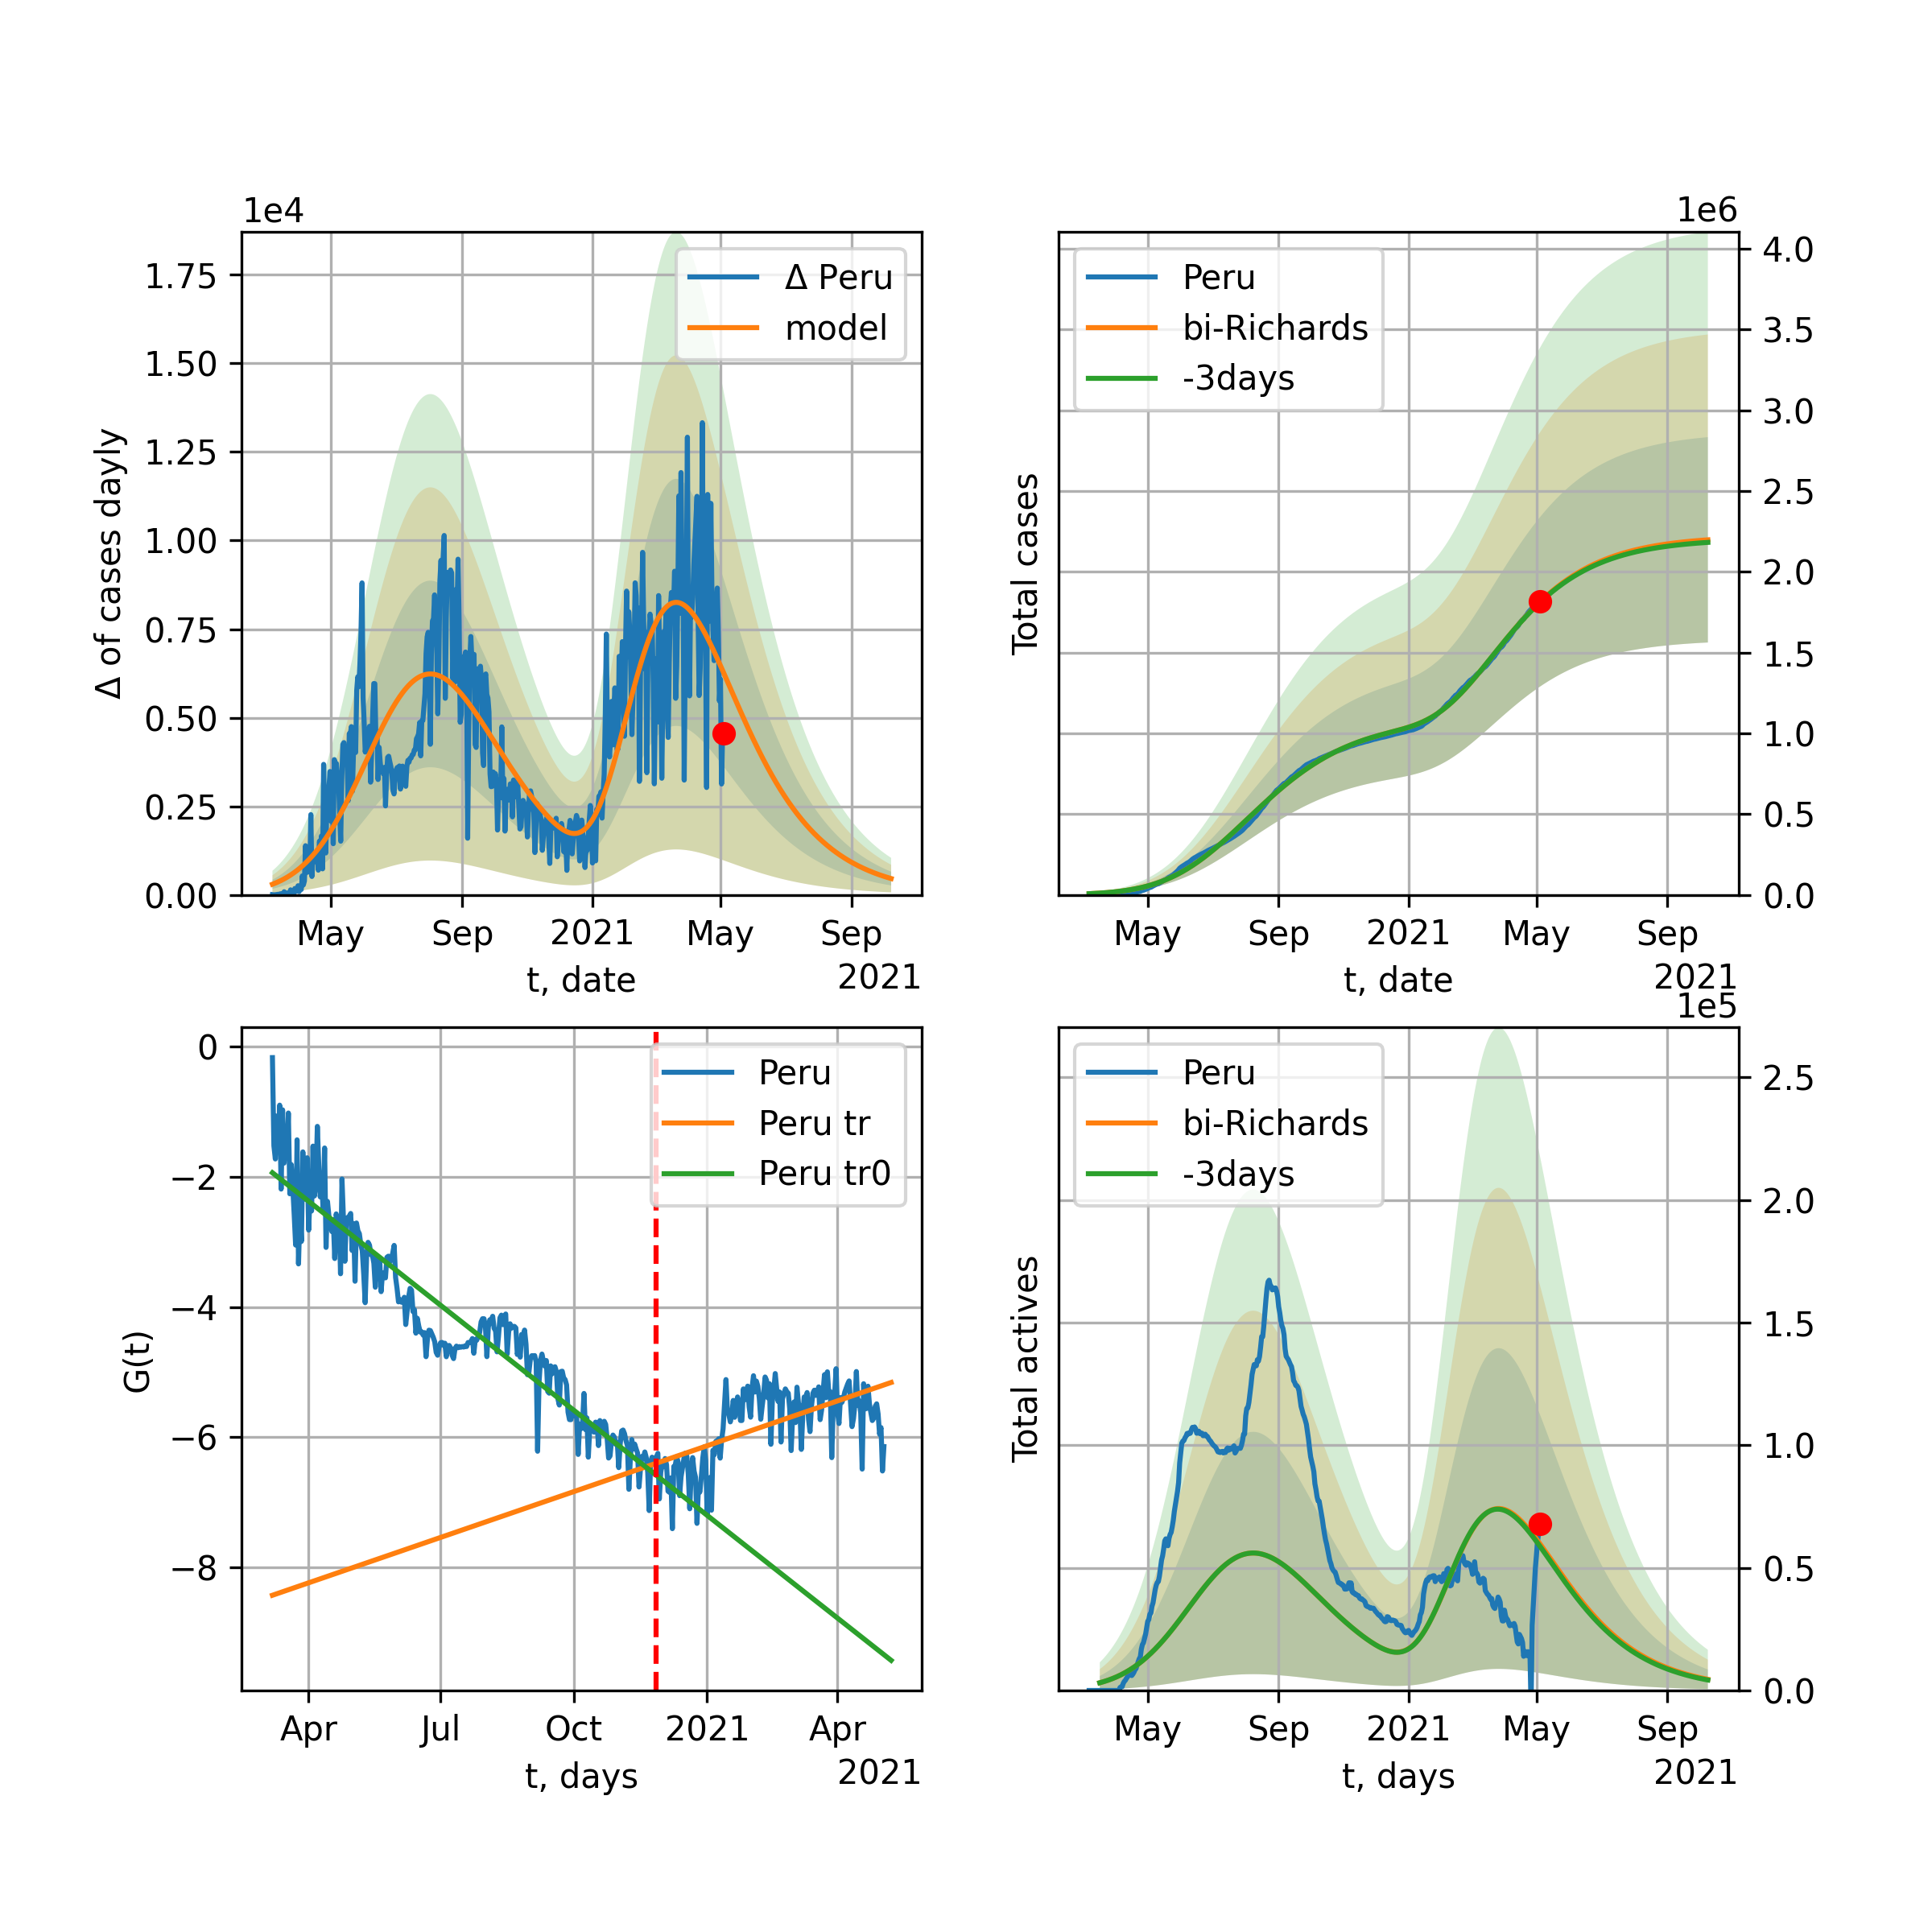 1e4
1.75
1.50
1.25
1.00
0.75
0.50
0.25
0.00
Δ of cases dayly
Δ Peru
model
May Sep 2021 May Sep
t, date
2021
1e6
Total cases
Peru
bi-Richards
-3days
4.0
3.5
3.0
2.5
2.0
1.5
1.0
0.5
0.0
May Sep 2021 May Sep
t, date
2021
0
−2
−4
−6
−8
G(t)
Peru
Peru tr
Peru tr0
Apr Jul Oct 2021 Apr
t, days
2021
1e5
Total actives
Peru
bi-Richards
-3days
2.5
2.0
1.5
1.0
0.5
0.0
May Sep 2021 May Sep
t, days
2021